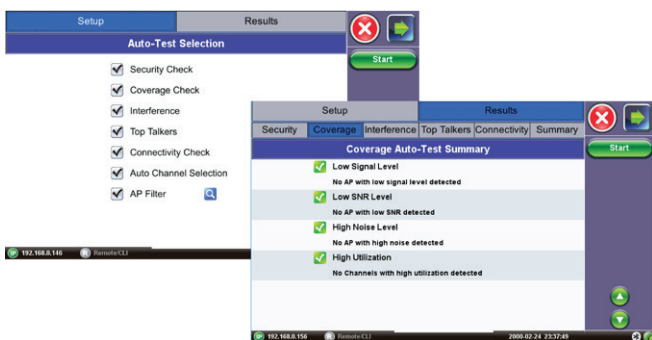 Setup Results
Auto-Test Selection
Start
Security Check
Coverage Check
Interference
Top Talkers
Connectivity Check
Auto Channel Selection
AP Filter
IP 192.168.0.146 R Remote/CLI
Setup Results
Security Coverage Interference Top Talkers Connectivity Summary
Coverage Auto-Test Summary
Start
Low Signal Level
No AP with low signal level detected
Low SNR Level
No AP with low SNR detected
High Noise Level
No AP with high noise detected
High Utilization
No Channels with high utilization detected
IP 192.168.0.156 R Remote/CLI 2000-02-24 23:37:49